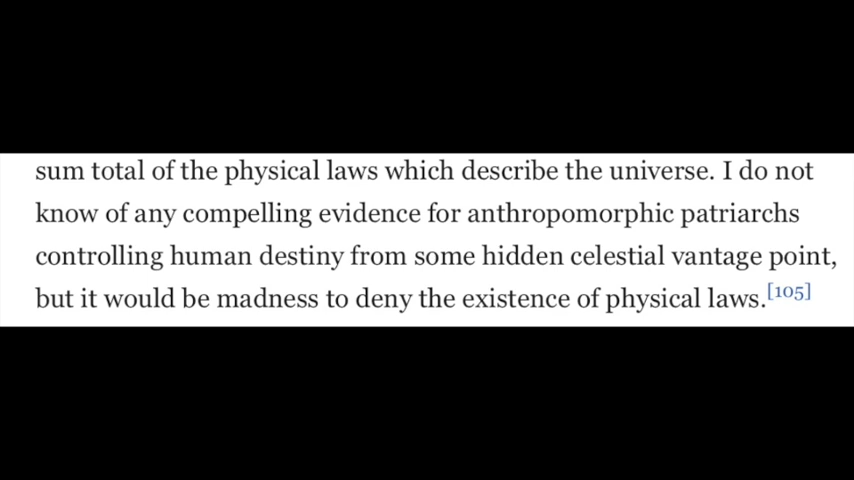 sum total of the physical laws which describe the universe. I do not
know of any compelling evidence for anthropomorphic patriarchs
controlling human destiny from some hidden celestial vantage point,
but it would be madness to deny the existence of physical laws.[105]